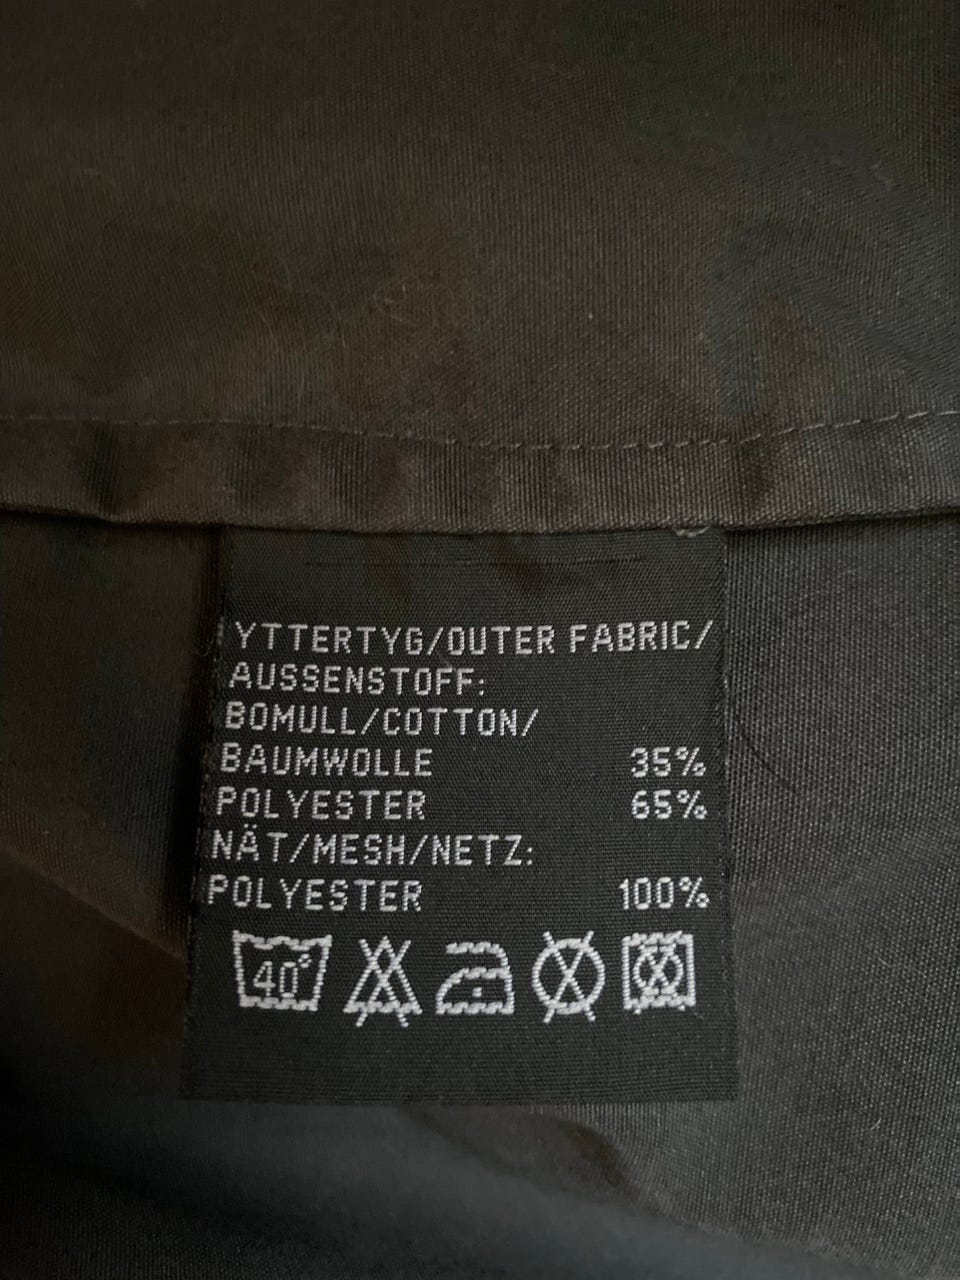 YTTERTYG/OUTER FABRIC/
AUSSENSTOFF:
BOMULL/COTTON/
BAUMWOLLE 35%
POLYESTER 65%
NÄT/MESH/NETZ:
POLYESTER 100%
40°